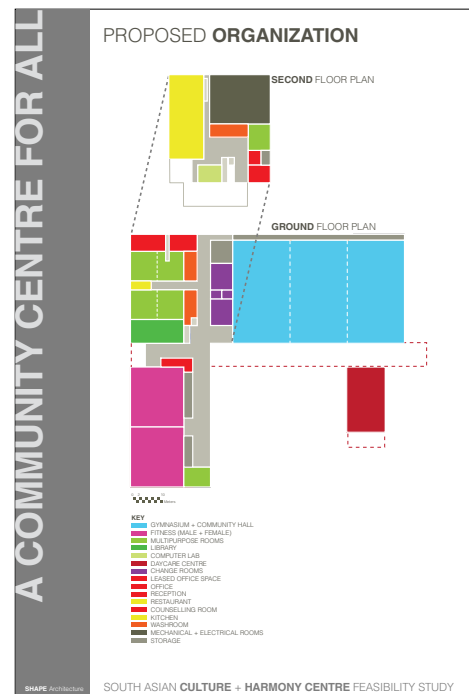 A COMMUNITY CENTRE FOR ALL
PROPOSED ORGANIZATION
SECOND FLOOR PLAN
GROUND FLOOR PLAN
Meters
KEY
GYMNASIUM + COMMUNITY HALL
FITNESS (MALE + FEMALE)
MULTIPURPOSE ROOMS
LIBRARY
COMPUTER LAB
DAYCARE CENTRE
CHANGE ROOMS
LEASED OFFICE SPACE
OFFICE
RECEPTION
RESTAURANT
COUNSELLING ROOM
KITCHEN
WASHROOM
MECHANICAL + ELECTRICAL ROOMS
STORAGE
SHAPE Architecture
SOUTH ASIAN CULTURE + HARMONY CENTRE FEASIBILITY STUDY